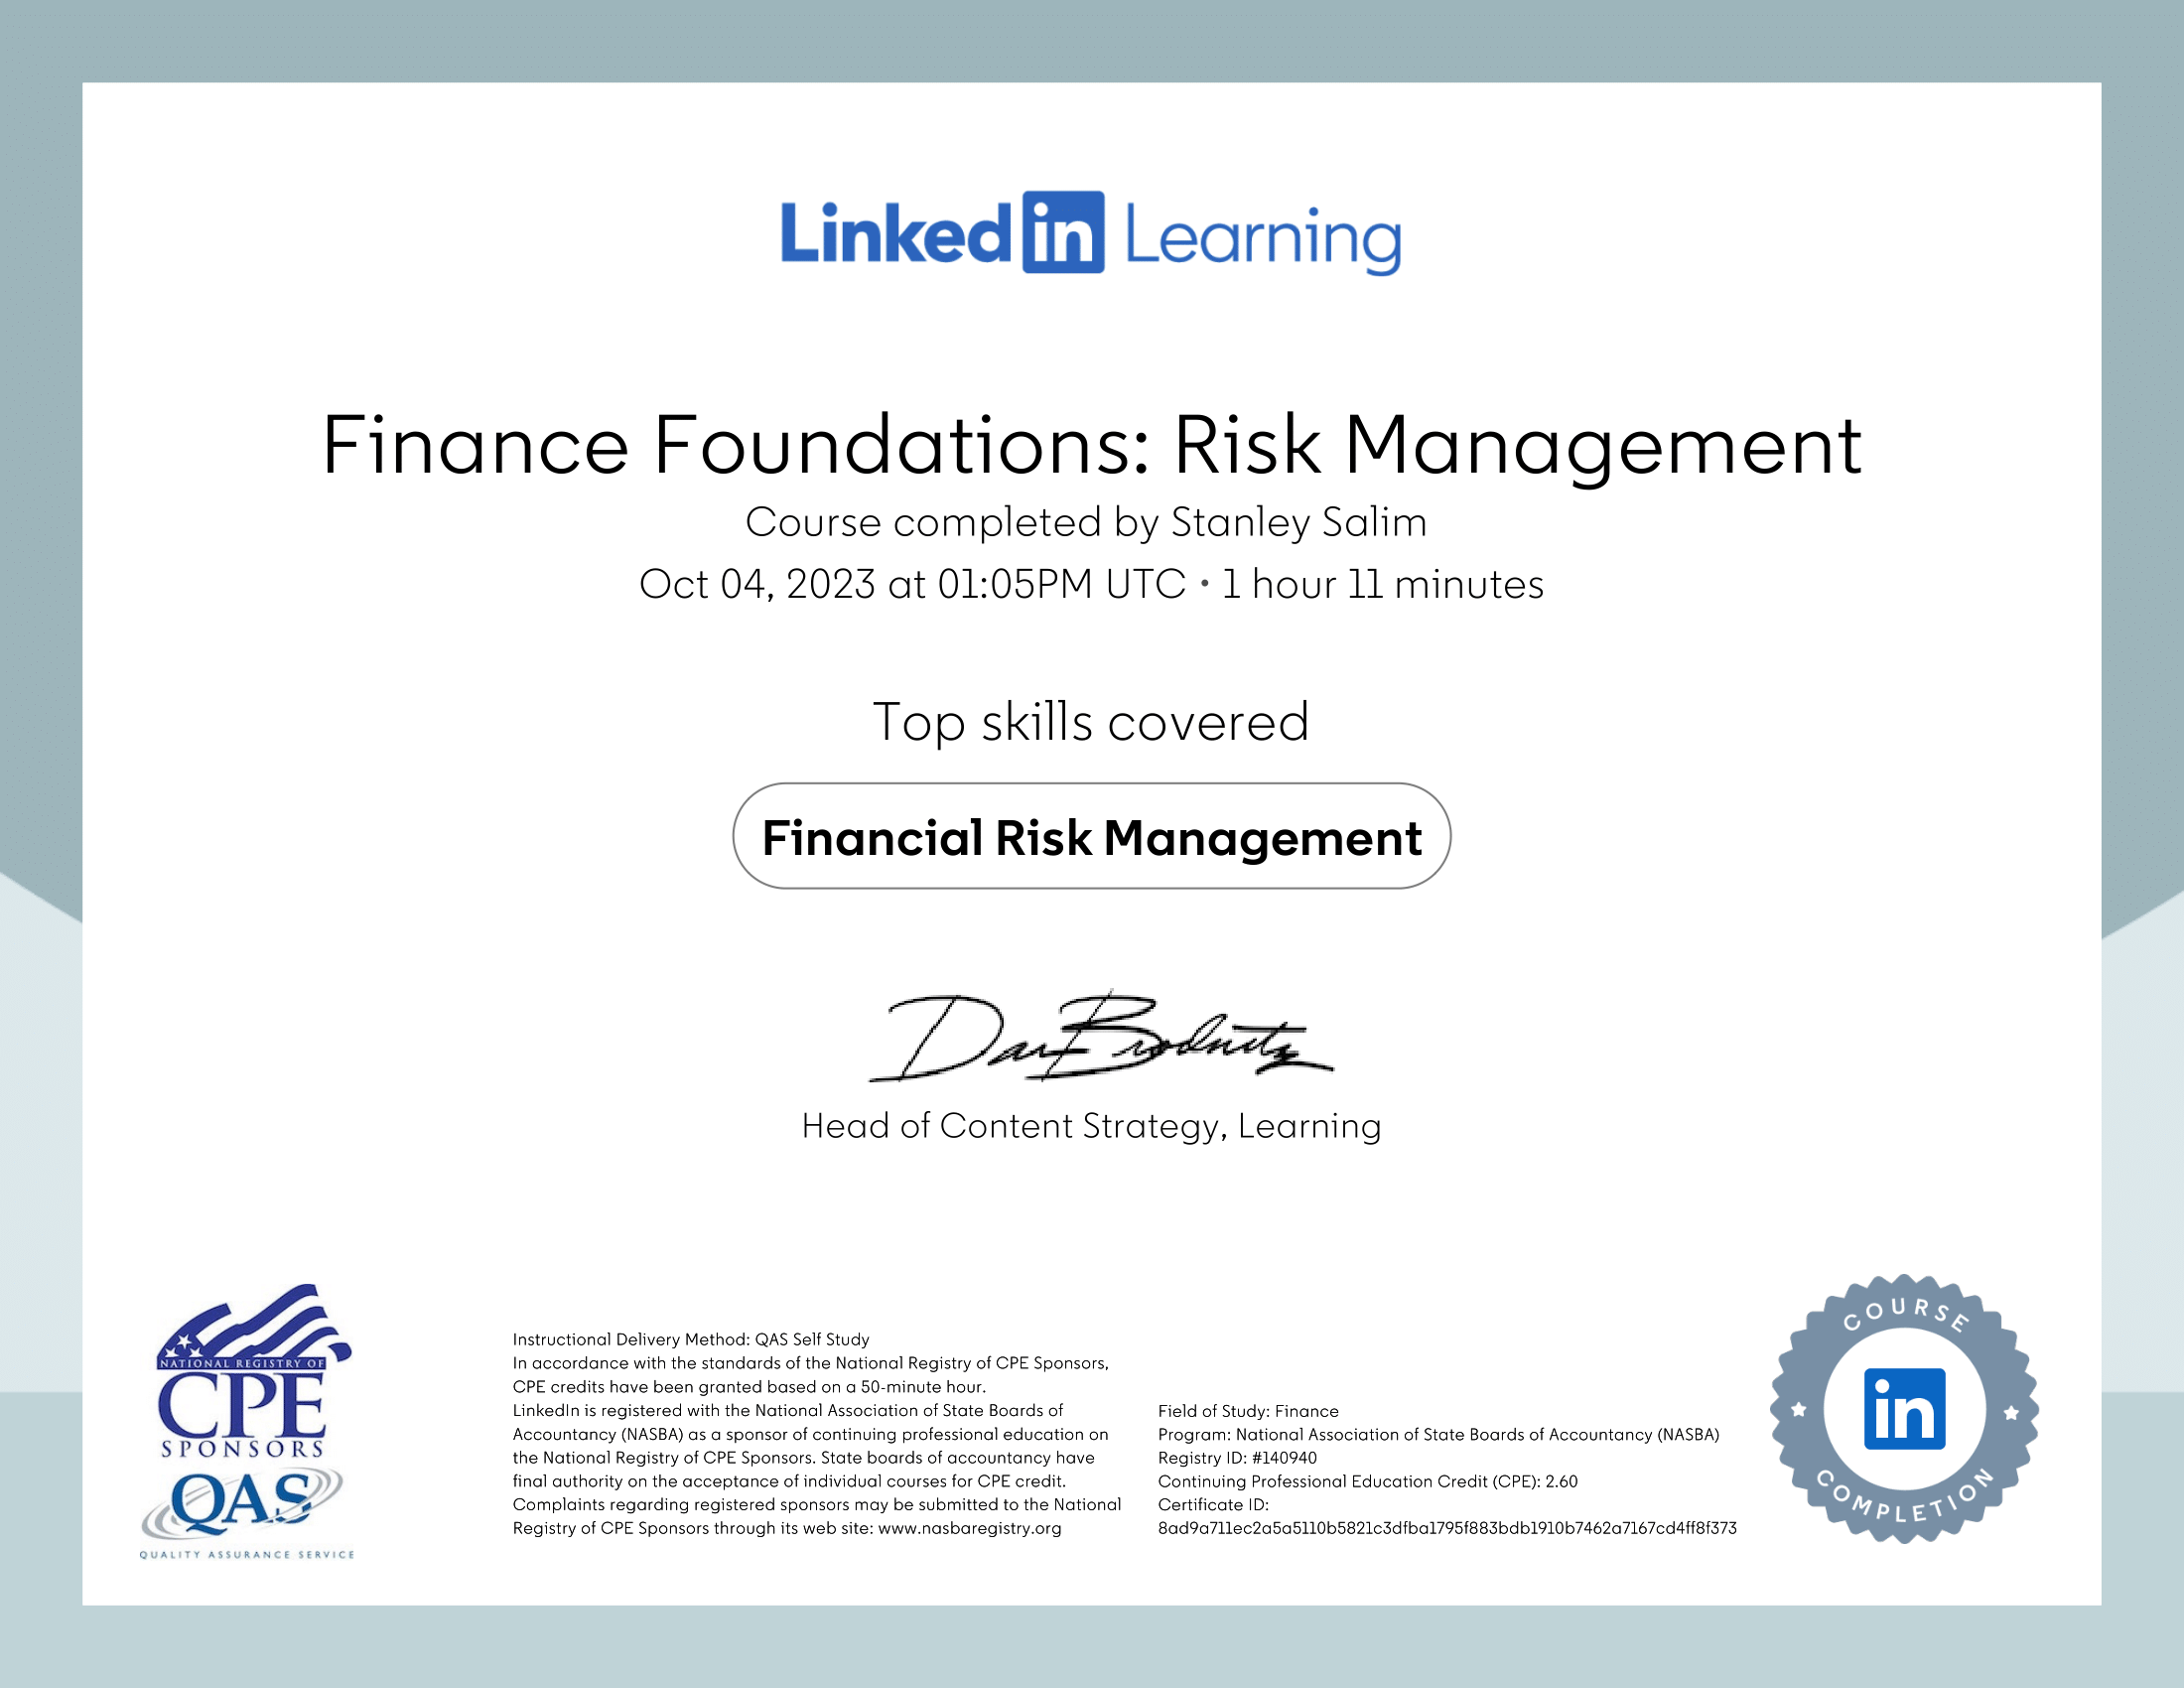 Linked in Learning
Finance Foundations: Risk Management
Course completed by Stanley Salim
Oct 04, 2023 at 01:05PM UTC • 1 hour 11 minutes
Top skills covered
Financial Risk Management
Dan Brodnitz
Head of Content Strategy, Learning
NATIONAL REGISTRY OF
CPE
SPONSORS
QAS
QUALITY ASSURANCE SERVICE
Instructional Delivery Method: QAS Self Study
In accordance with the standards of the National Registry of CPE Sponsors,
CPE credits have been granted based on a 50-minute hour.
LinkedIn is registered with the National Association of State Boards of
Accountancy (NASBA) as a sponsor of continuing professional education on
the National Registry of CPE Sponsors. State boards of accountancy have
final authority on the acceptance of individual courses for CPE credit.
Complaints regarding registered sponsors may be submitted to the National
Registry of CPE Sponsors through its web site: www.nasbaregistry.org
Field of Study: Finance
Program: National Association of State Boards of Accountancy (NASBA)
Registry ID: #140940
Continuing Professional Education Credit (CPE): 2.60
Certificate ID:
8ad9a711ec2a5a5110b5821c3dfba1795f883bdb1910b7462a7167cd4ff8f373
COURSE
in
COMPLETION